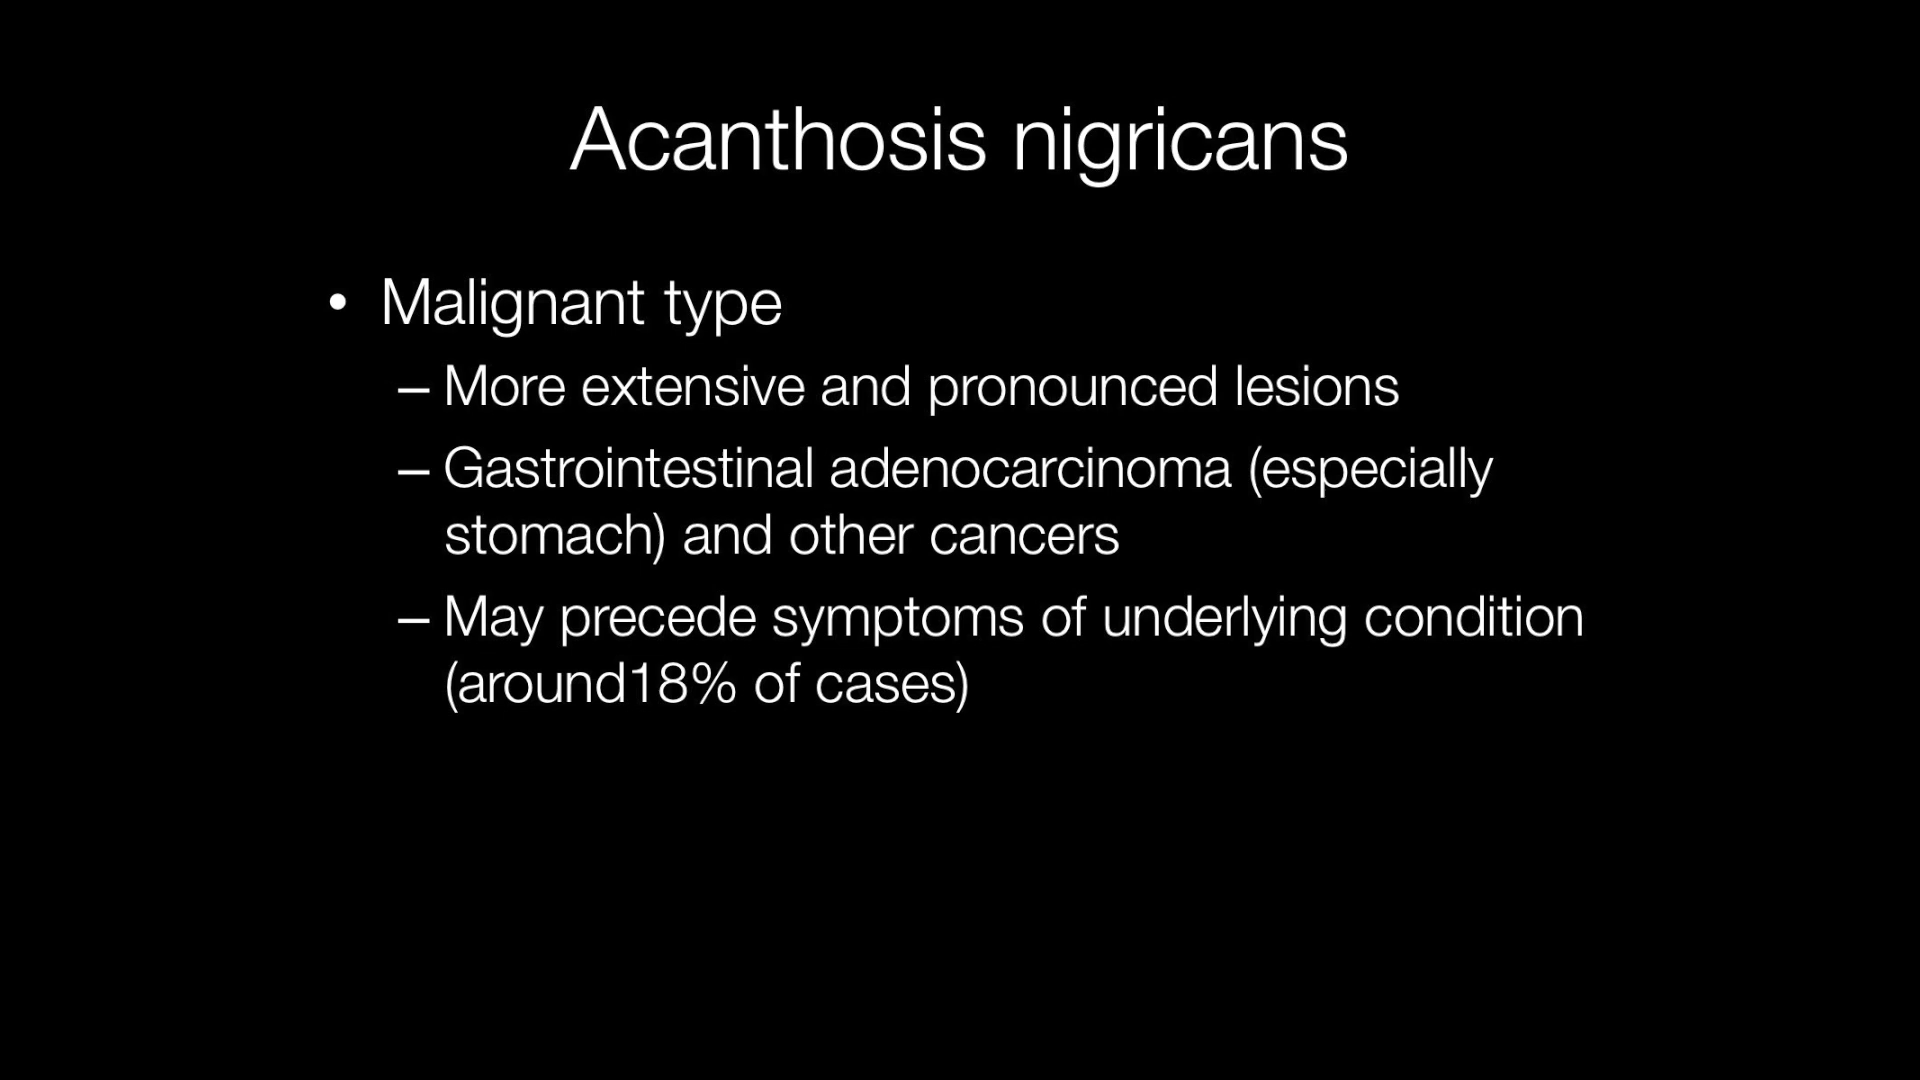 Acanthosis nigricans
• Malignant type
– More extensive and pronounced lesions
– Gastrointestinal adenocarcinoma (especially
stomach) and other cancers
– May precede symptoms of underlying condition
(around18% of cases)